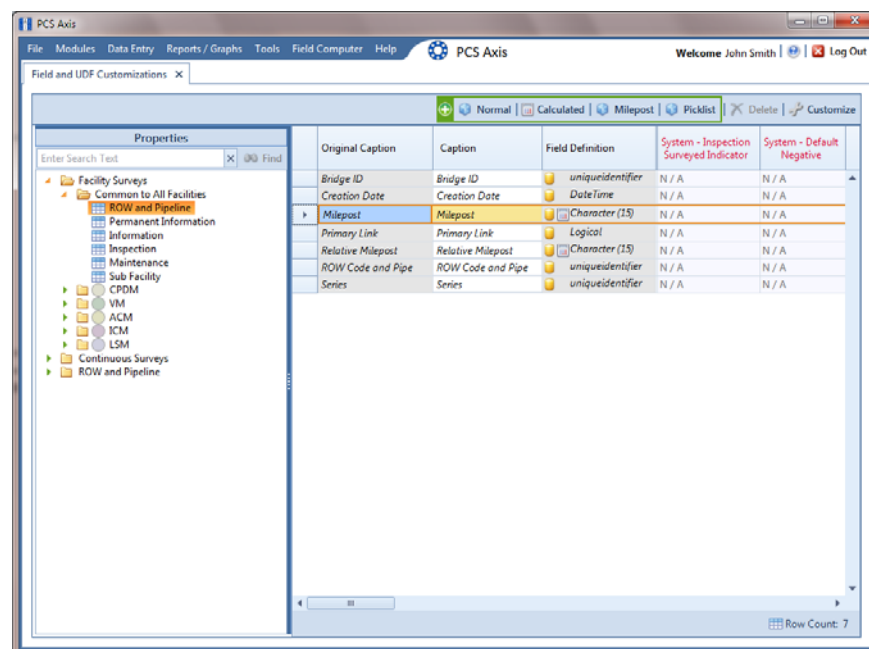 PCS Axis
File Modules Data Entry Reports / Graphs Tools Field Computer Help PCS Axis Welcome John Smith Log Out
Field and UDF Customizations X
Normal Calculated Milepost Picklist Delete Customize
Properties
Enter Search Text Find
Facility Surveys
Common to All Facilities
ROW and Pipeline
Permanent Information
Information
Inspection
Maintenance
Sub Facility
CPDM
VM
ACM
ICM
LSM
Continuous Surveys
ROW and Pipeline
Original Caption Caption Field Definition System - Inspection Surveyed Indicator System - Default Negative
Bridge ID Bridge ID uniqueidentifier N / A N / A
Creation Date Creation Date DateTime N / A N / A
Milepost Milepost Character (15) N / A N / A
Primary Link Primary Link Logical N / A N / A
Relative Milepost Relative Milepost Character (15) N / A N / A
ROW Code and Pipe ROW Code and Pipe uniqueidentifier N / A N / A
Series Series uniqueidentifier N / A N / A
Row Count: 7